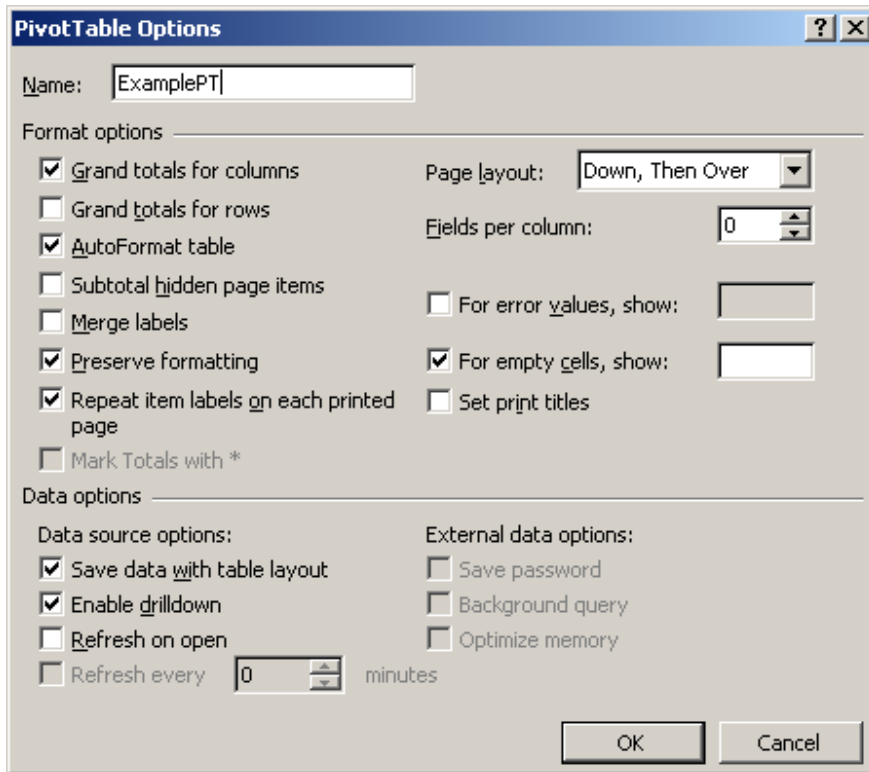 PivotTable Options
Name: ExamplePT
Format options
Grand totals for columns
Page layout: Down, Then Over
Grand totals for rows
Fields per column: 0
AutoFormat table
Subtotal hidden page items
For error values, show:
Merge labels
Preserve formatting
For empty cells, show:
Repeat item labels on each printed
page
Set print titles
Mark Totals with *
Data options
Data source options:
External data options:
Save data with table layout
Save password
Enable drilldown
Background query
Refresh on open
Optimize memory
Refresh every 0 minutes
OK
Cancel